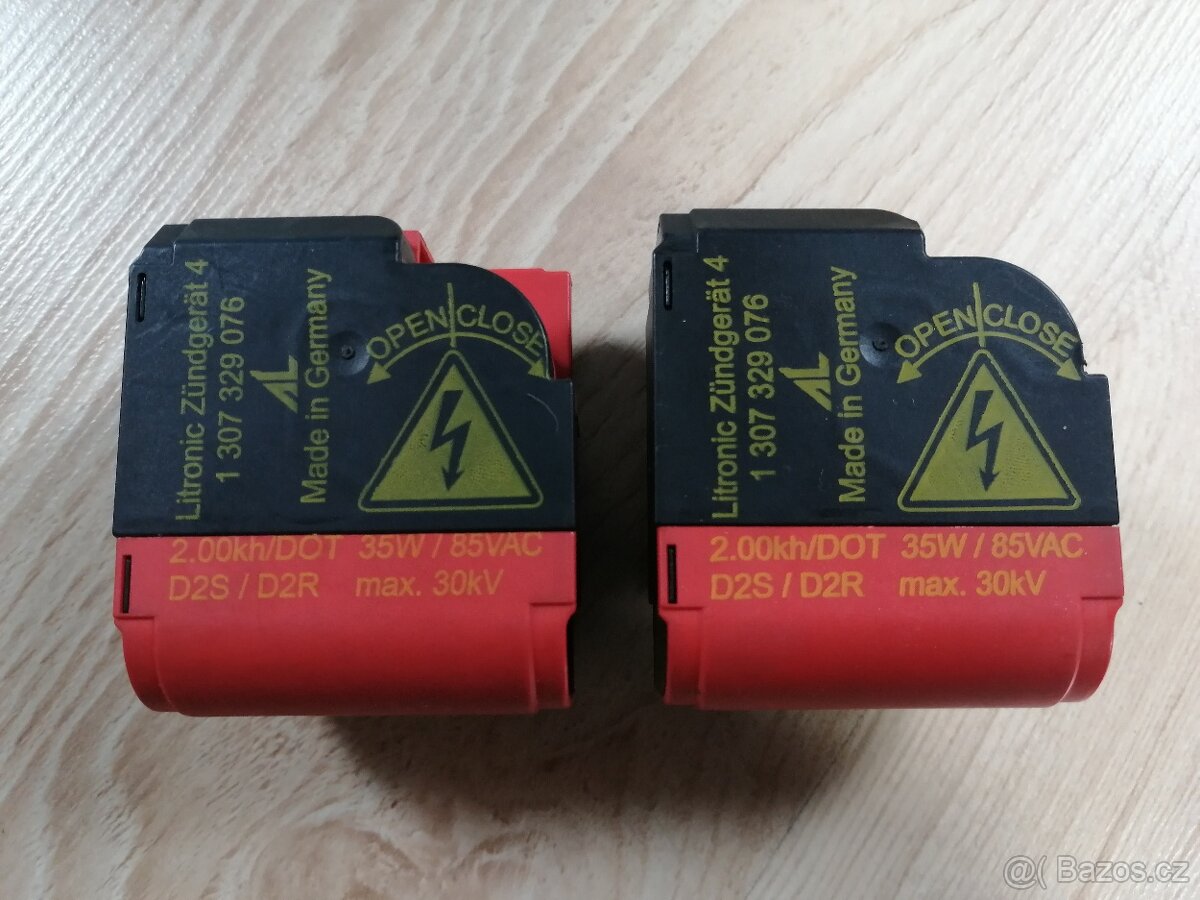 Litronic Zündgerät 4
1 307 329 076
AL
Made in Germany
OPEN CLOSE
2.00kh/DOT 35W / 85VAC
D2S / D2R max. 30kV
Litronic Zündgerät 4
1 307 329 076
AL
Made in Germany
OPEN CLOSE
2.00kh/DOT 35W / 85VAC
D2S / D2R max. 30kV
Bazos.cz